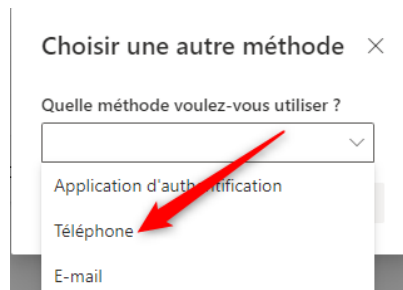 Choisir une autre méthode
Quelle méthode voulez-vous utiliser ?
Application d'authentification
Téléphone
E-mail